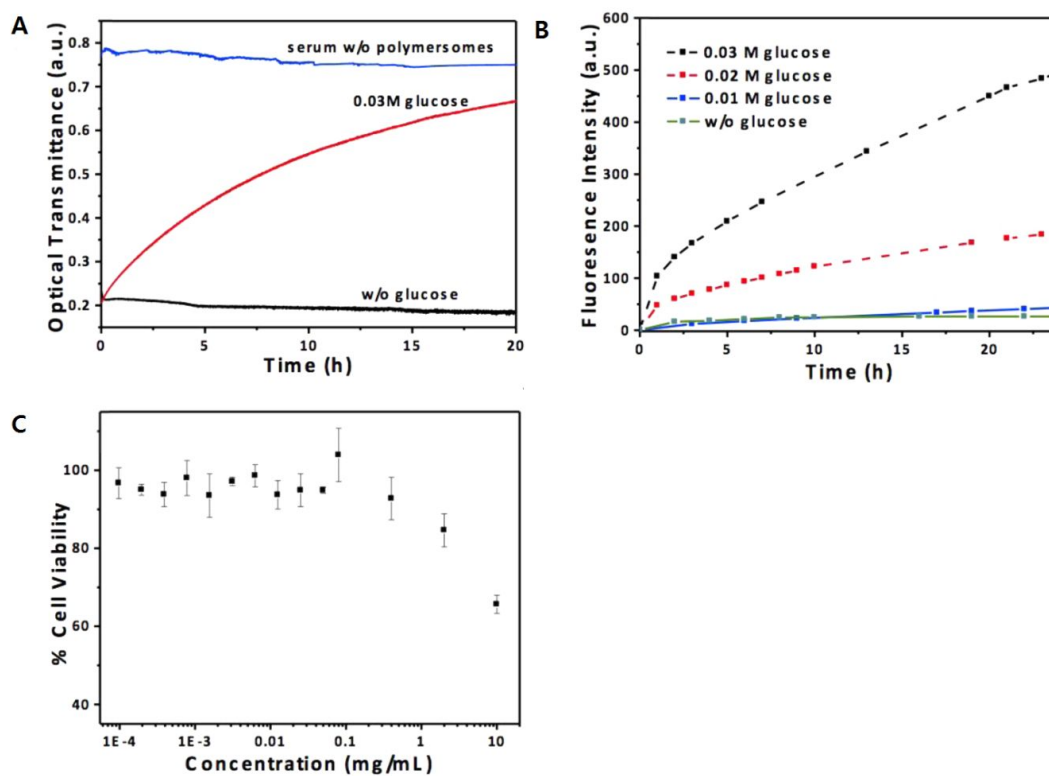 A
Optical Transmittance (a.u.)
0.8
0.7
0.6
0.5
0.4
0.3
0.2
serum w/o polymersomes
0.03M glucose
w/o glucose
0 5 10 15 20
Time (h)
B
Fluoresence Intensity (a.u.)
600
500
400
300
200
100
0
0.03 M glucose
0.02 M glucose
0.01 M glucose
w/o glucose
0 5 10 15 20
Time (h)
C
% Cell Viability
100
80
60
40
1E-4 1E-3 0.01 0.1 1 10
Concentration (mg/mL)